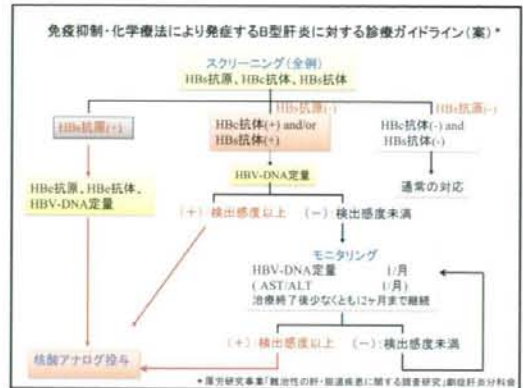 免疫抑制・化学療法により発症するB型肝炎に対する診療ガイドライン(案)*
スクリーニング(全例)
HBs抗原、HBc抗体、HBs抗体
HBs抗原(+)
HBs抗原(-)
HBs抗原(-)
HBc抗体(+) and/or
HBs抗体(+)
HBc抗体(-) and
HBs抗体(-)
通常の対応
HBe抗原、HBe抗体、
HBV-DNA定量
HBV-DNA定量
(+):検出感度以上
(-):検出感度未満
モニタリング
HBV-DNA定量 1/月
(AST/ALT 1/月)
治療終了後少なくとも12ヶ月まで継続
(+):検出感度以上
(-):検出感度未満
核酸アナログ投与
*厚労研究事業「難治性の肝・胆道疾患に関する調査研究」劇症肝炎分科会